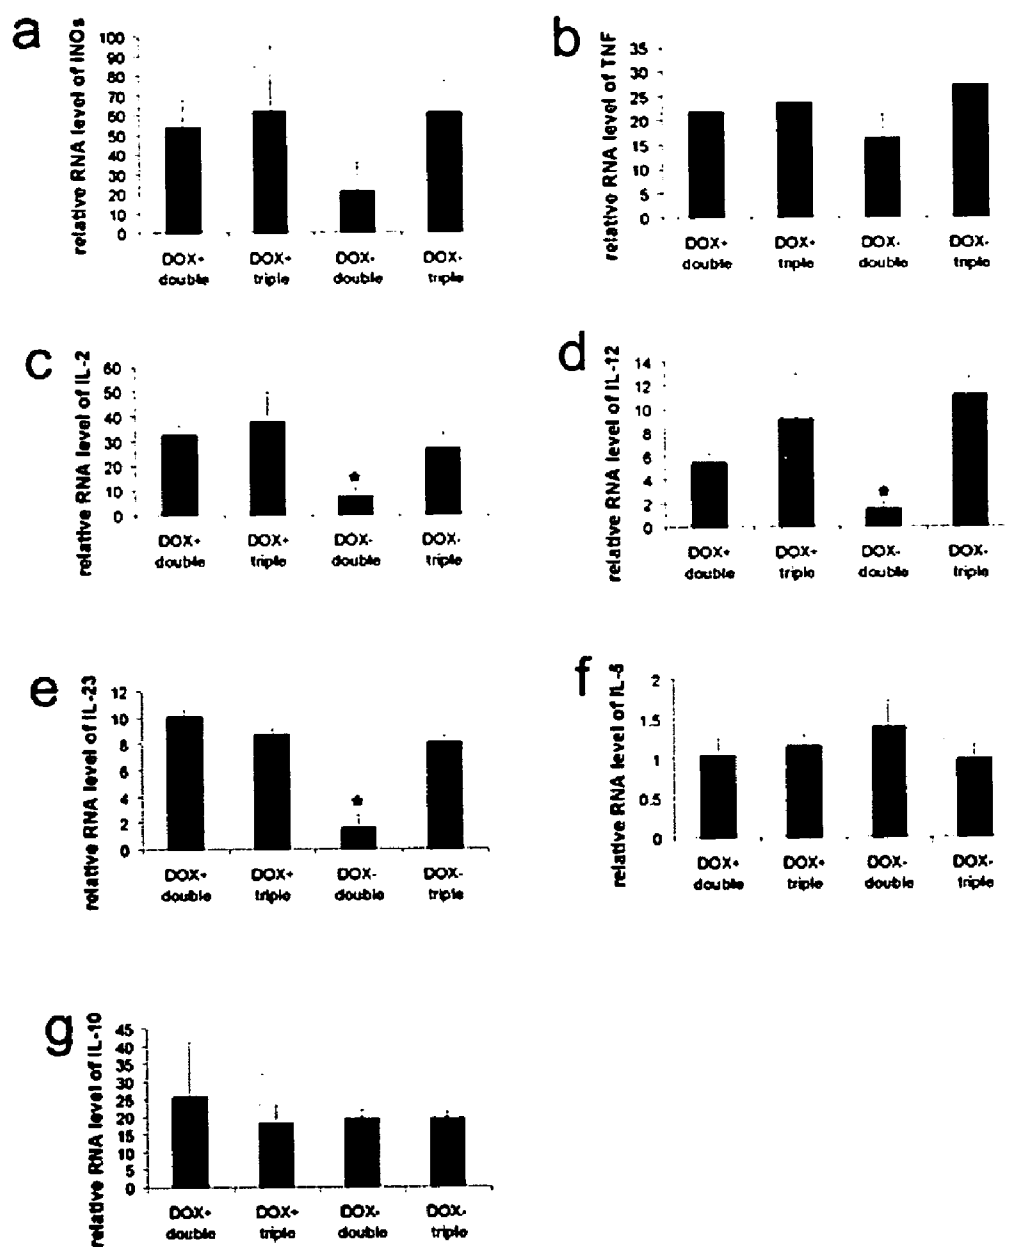 a
relative RNA level of INOs
100
90
80
70
60
50
40
30
20
10
0
DOX+ DOX+ DOX- DOX-
double triple double triple
b
relative RNA level of TNF
35
30
25
20
15
10
5
0
DOX+ DOX+ DOX- DOX-
double triple double triple
c
relative RNA level of IL-2
60
50
40
30
20
10
0
*
DOX+ DOX+ DOX- DOX-
double triple double triple
d
relative RNA level of IL-12
14
12
10
8
6
4
2
0
*
DOX+ DOX+ DOX- DOX-
double triple double triple
e
relative RNA level of IL-23
12
10
8
6
4
2
0
*
DOX+ DOX+ DOX- DOX-
double triple double triple
f
relative RNA level of
2
1.5
1
0.5
0
DOX+ DOX+ DOX- DOX-
double triple double triple
g
relative RNA level of IL-10
45
40
35
30
25
20
15
10
5
0
DOX+ DOX+ DOX- DOX-
double triple double triple